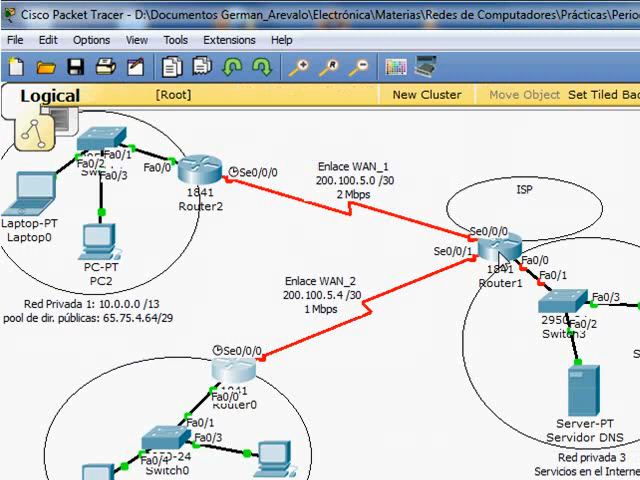 Cisco Packet Tracer - D:\Documentos German_Arevalo\Electrónica\Materias\Redes de Computadores\Prácticas\Perio
File Edit Options View Tools Extensions Help
Logical [Root] New Cluster Move Object Set Tiled Bac
Fa0/1
Fa0/2
Fa0/3
Fa0/0
Laptop-PT
Laptop0
PC-PT
PC2
1841
Router2
Se0/0/0
Enlace WAN_1
200.100.5.0 /30
2 Mbps
ISP
Se0/0/0
Se0/0/1
1841
Router1
Fa0/0
Fa0/1
Fa0/3
Fa0/2
Switch3
Server-PT
Servidor DNS
Red privada 3
Servicios en el Interne
Red Privada 1: 10.0.0.0 /13
pool de dir. públicas: 65.75.4.64/29
Enlace WAN_2
200.100.5.4 /30
1 Mbps
Se0/0/0
1841
Router0
Fa0/0
Fa0/1
Fa0/3
Fa0/4
Switch0